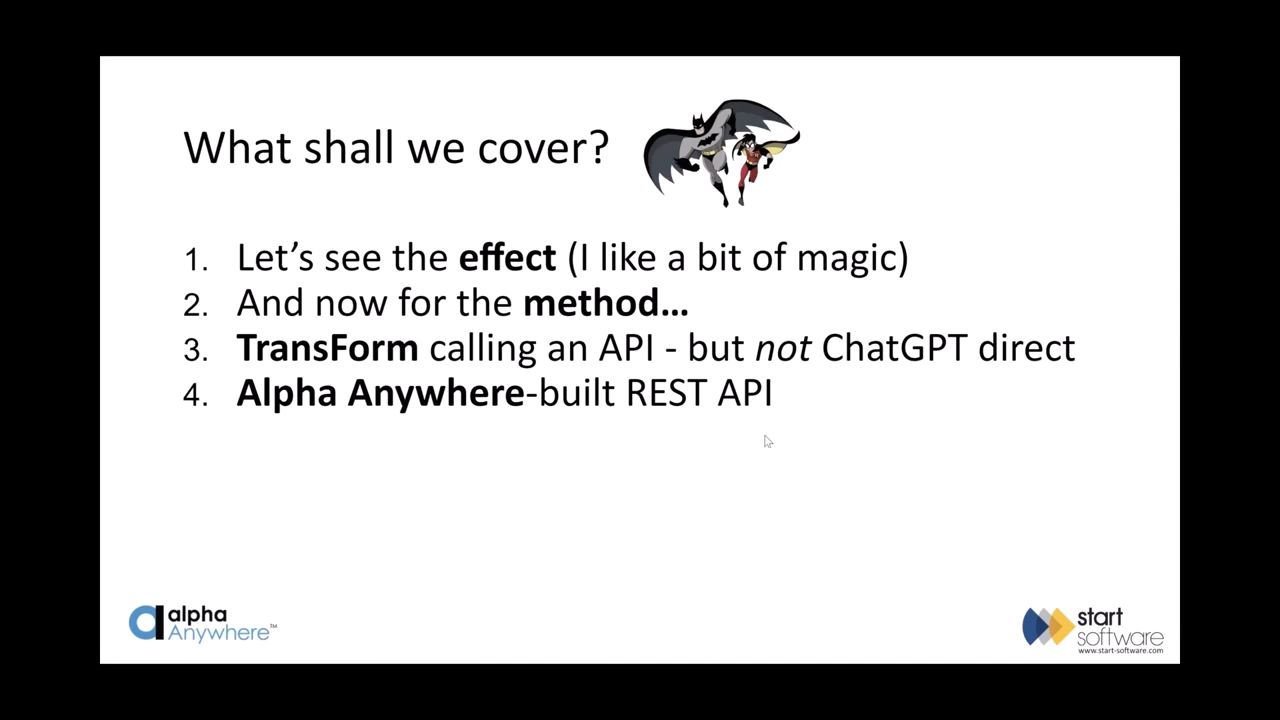 What shall we cover?
1. Let’s see the effect (I like a bit of magic)
2. And now for the method…
3. TransForm calling an API - but not ChatGPT direct
4. Alpha Anywhere-built REST API
alpha
Anywhere™
start
software
www.start-software.com